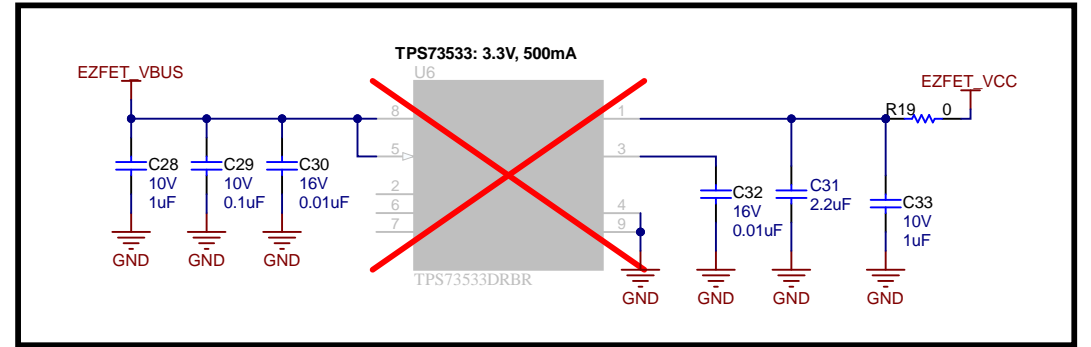 TPS73533: 3.3V, 500mA
U6
EZFET_VBUS
EZFET_VCC
R19 0
8
1
5
3
2
6
4
7
9
C28
10V
1uF
C29
10V
0.1uF
C30
16V
0.01uF
C32
16V
0.01uF
C31
2.2uF
C33
10V
1uF
GND
GND
GND
TPS73533DRBR
GND
GND
GND
GND